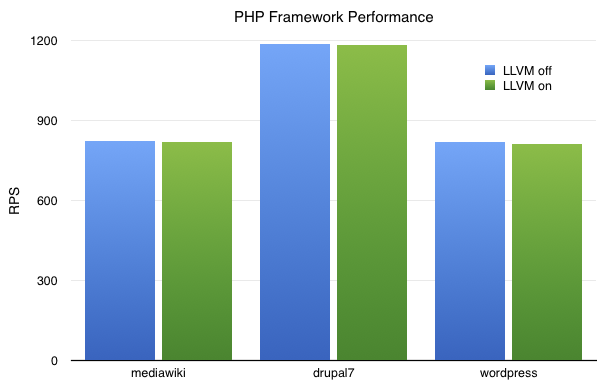 PHP Framework Performance
1200
LLVM off
LLVM on
900
RPS
600
300
0
mediawiki drupal7 wordpress